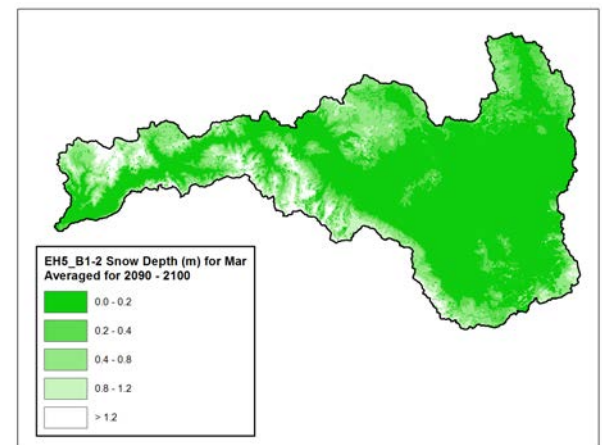 EH5_B1-2 Snow Depth (m) for Mar
Averaged for 2090 - 2100
0.0 - 0.2
0.2 - 0.4
0.4 - 0.8
0.8 - 1.2
> 1.2